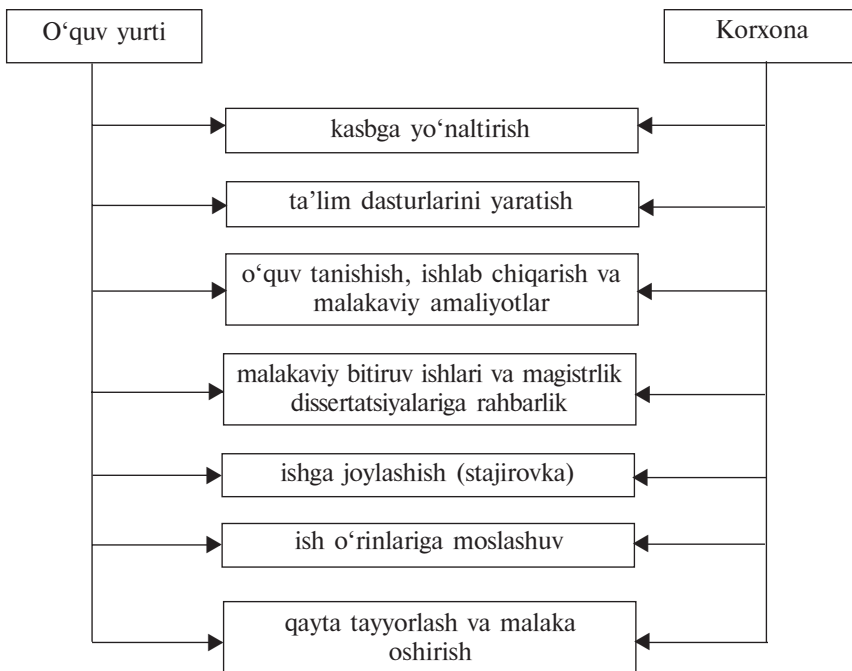 O‘quv yurti
Korxona
kasbga yo‘naltirish
ta’lim dasturlarini yaratish
o‘quv tanishish, ishlab chiqarish va
malakaviy amaliyotlar
malakaviy bitiruv ishlari va magistrlik
dissertatsiyalariga rahbarlik
ishga joylashish (stajirovka)
ish o‘rinlariga moslashuv
qayta tayyorlash va malaka
oshirish